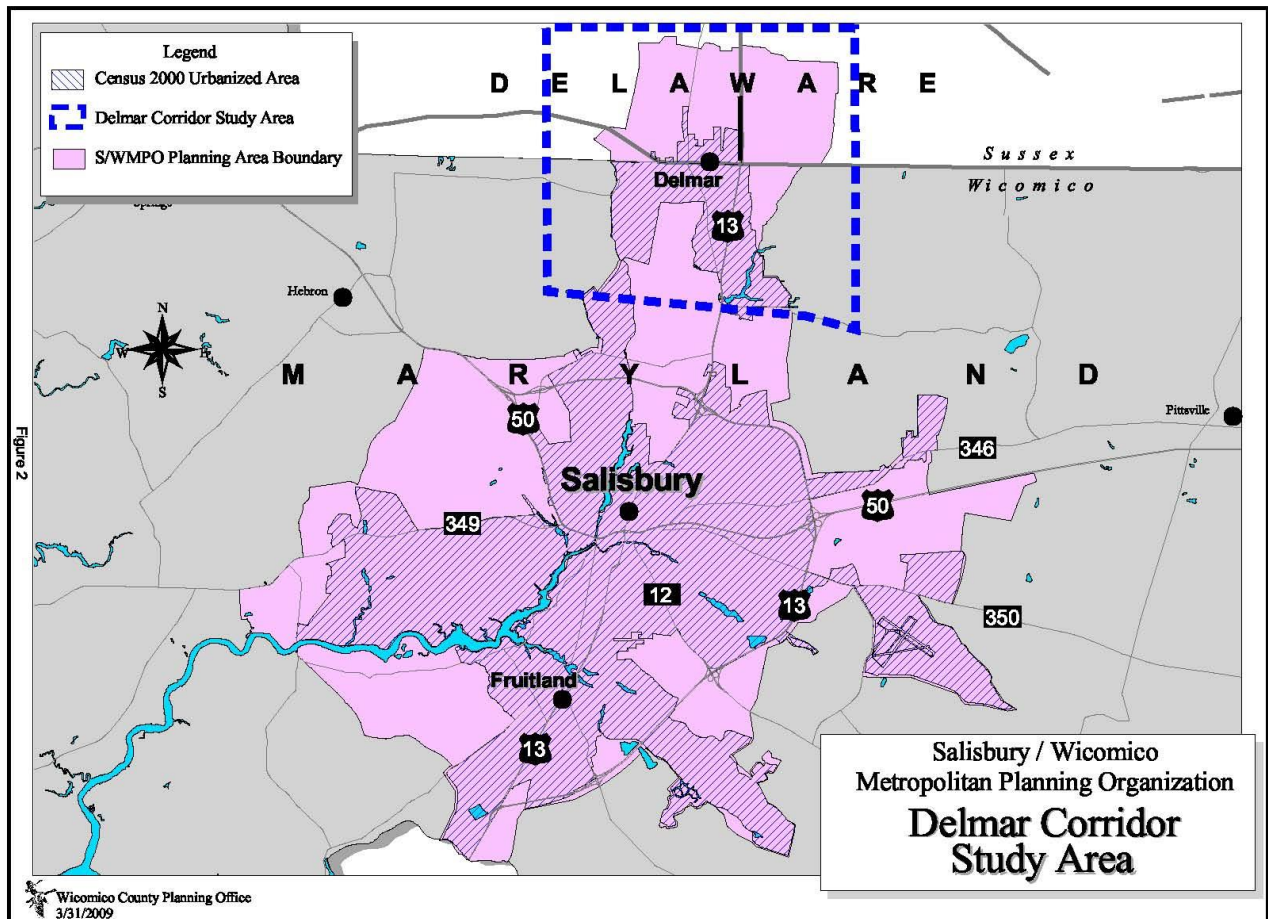 Legend
Census 2000 Urbanized Area
Delmar Corridor Study Area
S/WMPO Planning Area Boundary
D E L A W A R E
Sussex
Wicomico
Delmar
13
Hebron
N
W
S
M A R Y L A N D
50
Pittsville
346
Salisbury
50
349
12
13
350
Fruitland
13
Figure 2
Salisbury / Wicomico
Metropolitan Planning Organization
Delmar Corridor
Study Area
Wicomico County Planning Office
3/31/2009